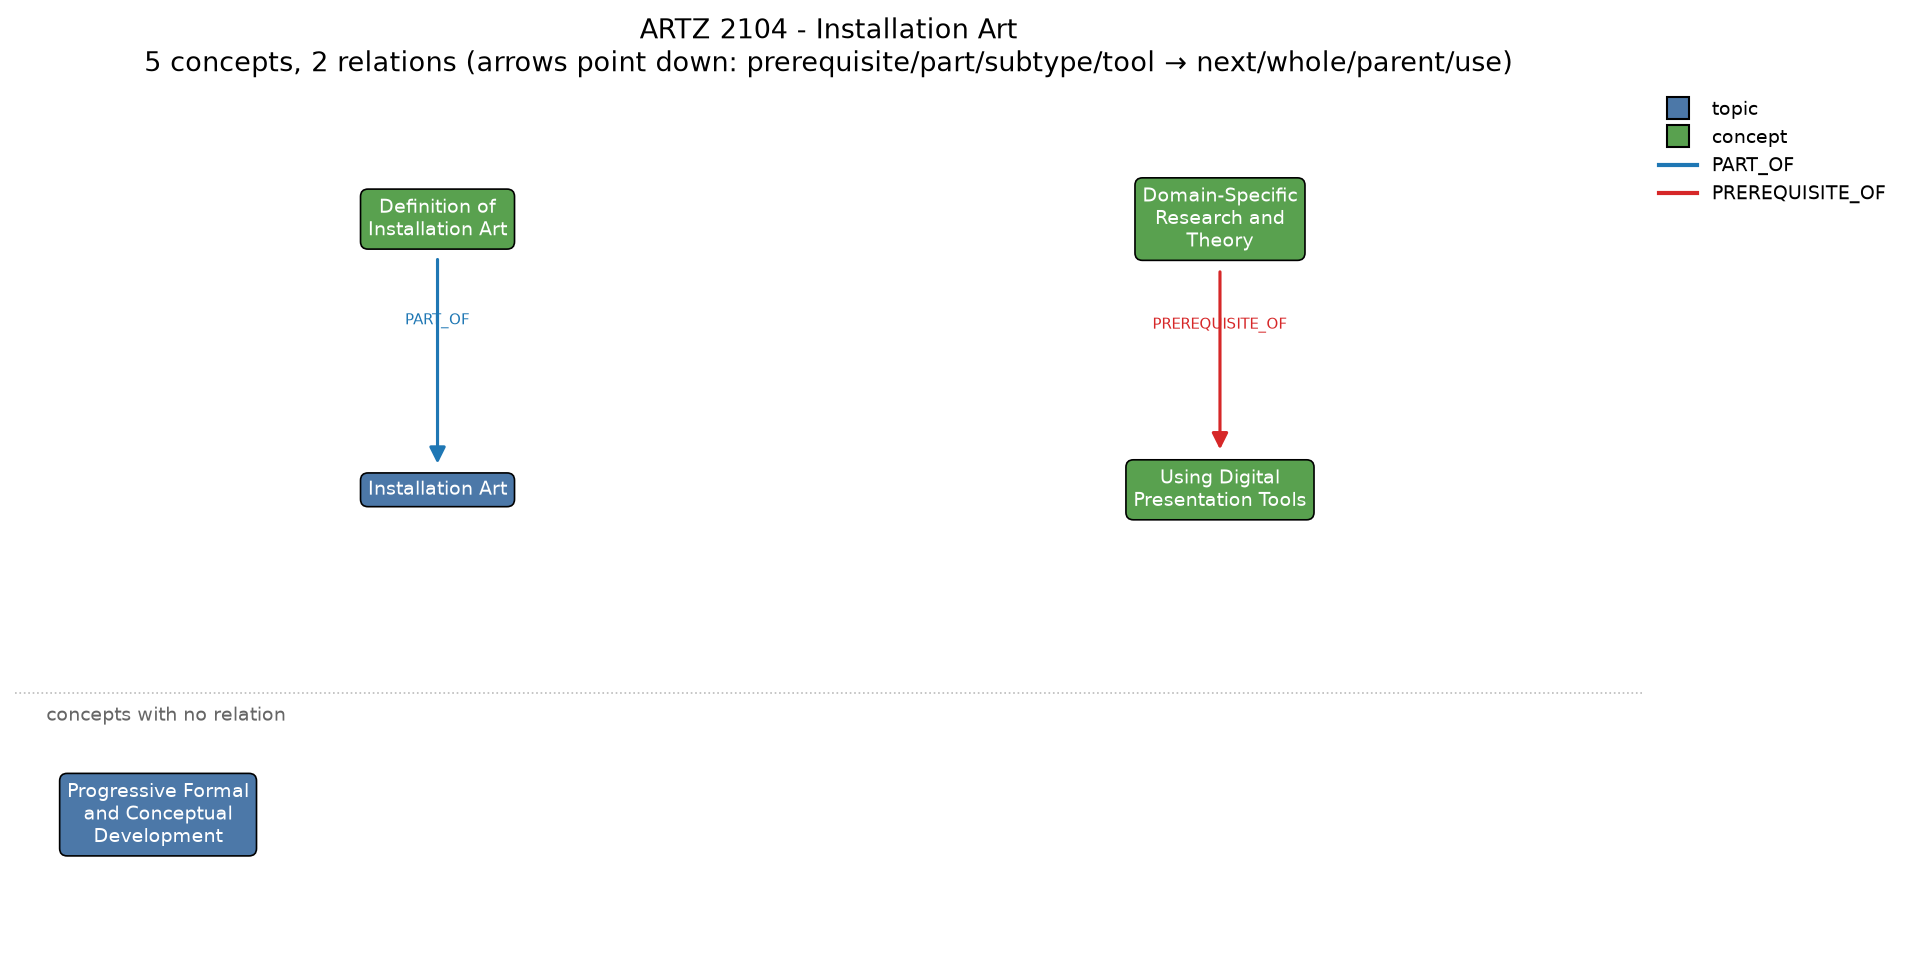 ARTZ 2104 - Installation Art
5 concepts, 2 relations (arrows point down: prerequisite/part/subtype/tool → next/whole/parent/use)
topic
concept
PART_OF
PREREQUISITE_OF
Definition of
Installation Art
Domain-Specific
Research and
Theory
PART_OF
PREREQUISITE_OF
Installation Art
Using Digital
Presentation Tools
concepts with no relation
Progressive Formal
and Conceptual
Development